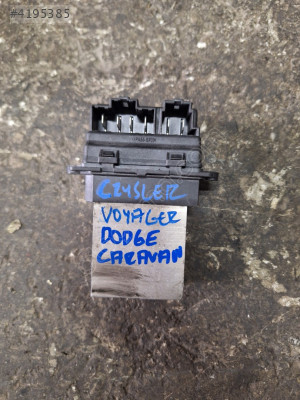 #4195385
CRYSLER
VOYAGER
DODGE
CARAVAN